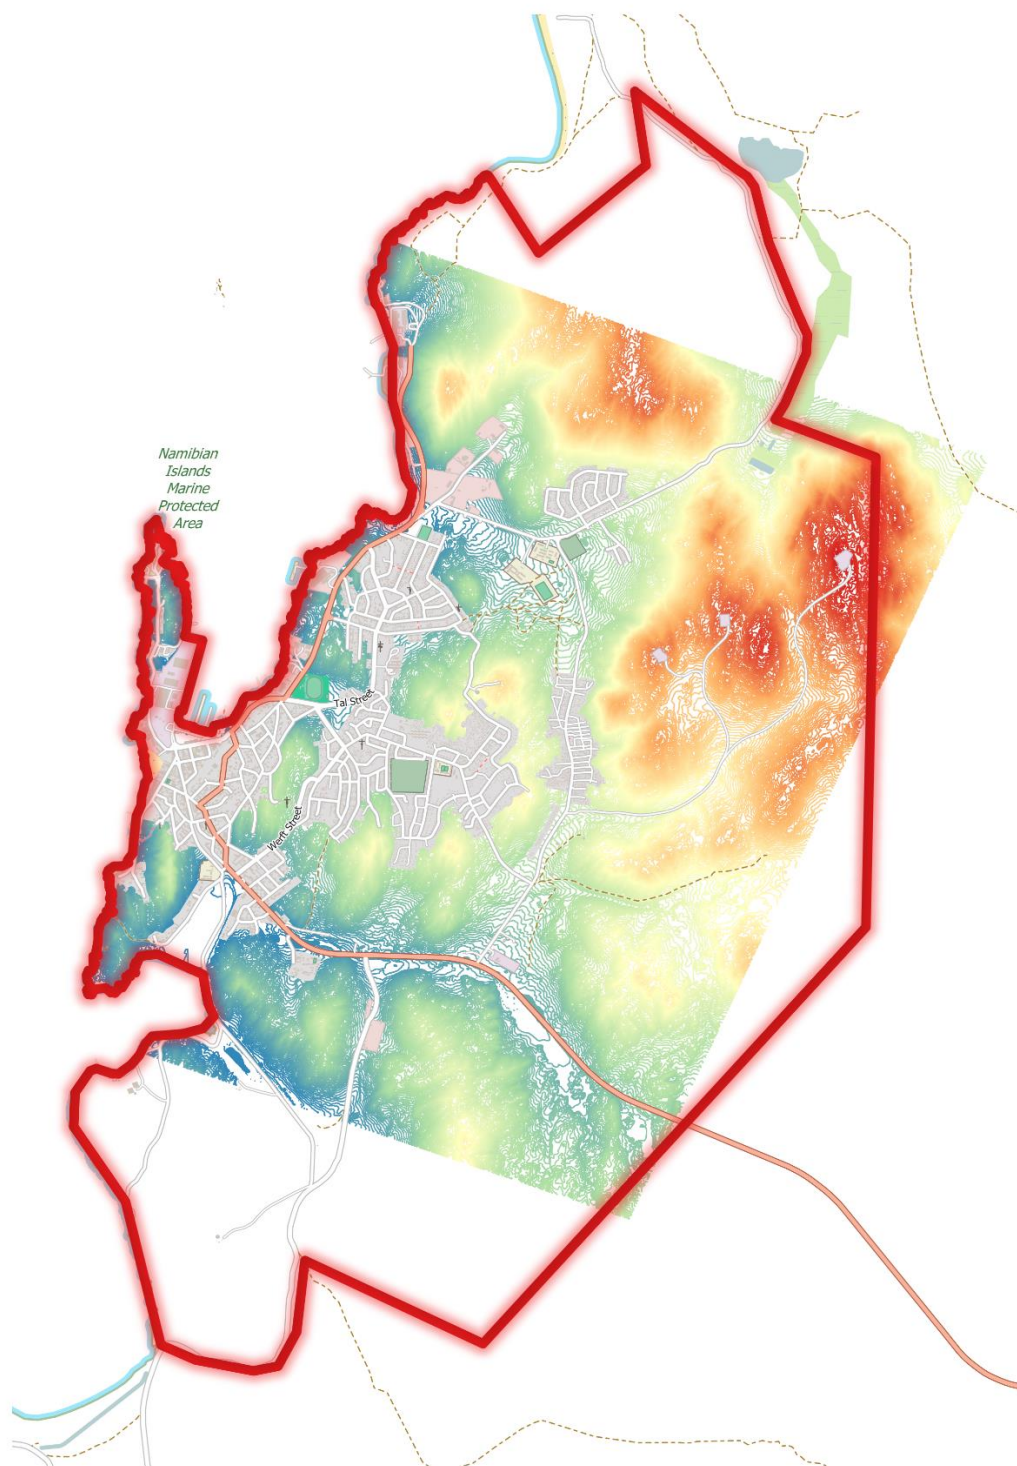 Namibian
Islands
Marine
Protected
Area
Tal Street
Werft Street